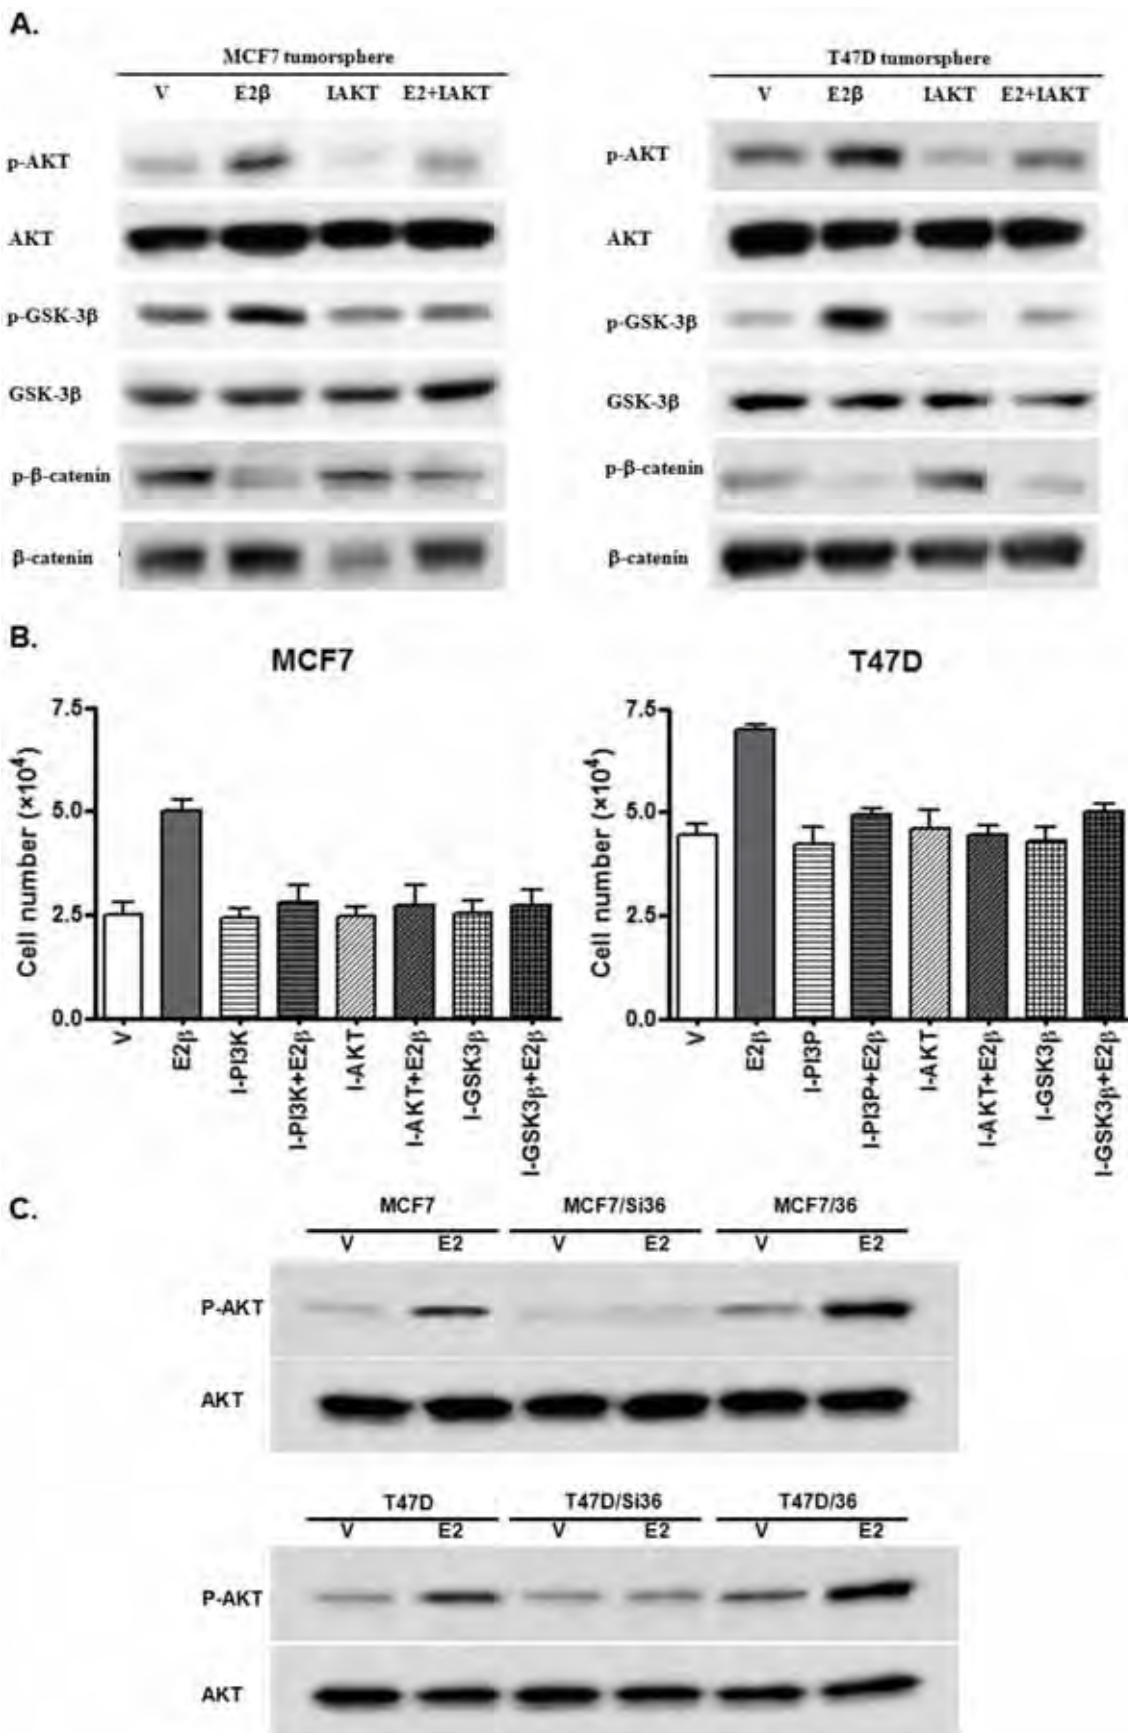 A.
MCF7 tumorsphere
V E2β IAKT E2+IAKT
p-AKT
AKT
p-GSK-3β
GSK-3β
p-β-catenin
β-catenin
T47D tumorsphere
V E2β IAKT E2+IAKT
p-AKT
AKT
p-GSK-3β
GSK-3β
p-β-catenin
β-catenin
B.
MCF7
Cell number (×10⁴)
7.5
5.0
2.5
0.0
V
E2β
I-PI3K
I-PI3K+E2β
I-AKT
I-AKT+E2β
I-GSK3β
I-GSK3β+E2β
T47D
Cell number (×10⁴)
7.5
5.0
2.5
0.0
V
E2β
I-PI3P
I-PI3P+E2β
I-AKT
I-AKT+E2β
I-GSK3β
I-GSK3β+E2β
C.
MCF7 MCF7/Si36 MCF7/36
V E2 V E2 V E2
P-AKT
AKT
T47D T47D/Si36 T47D/36
V E2 V E2 V E2
P-AKT
AKT